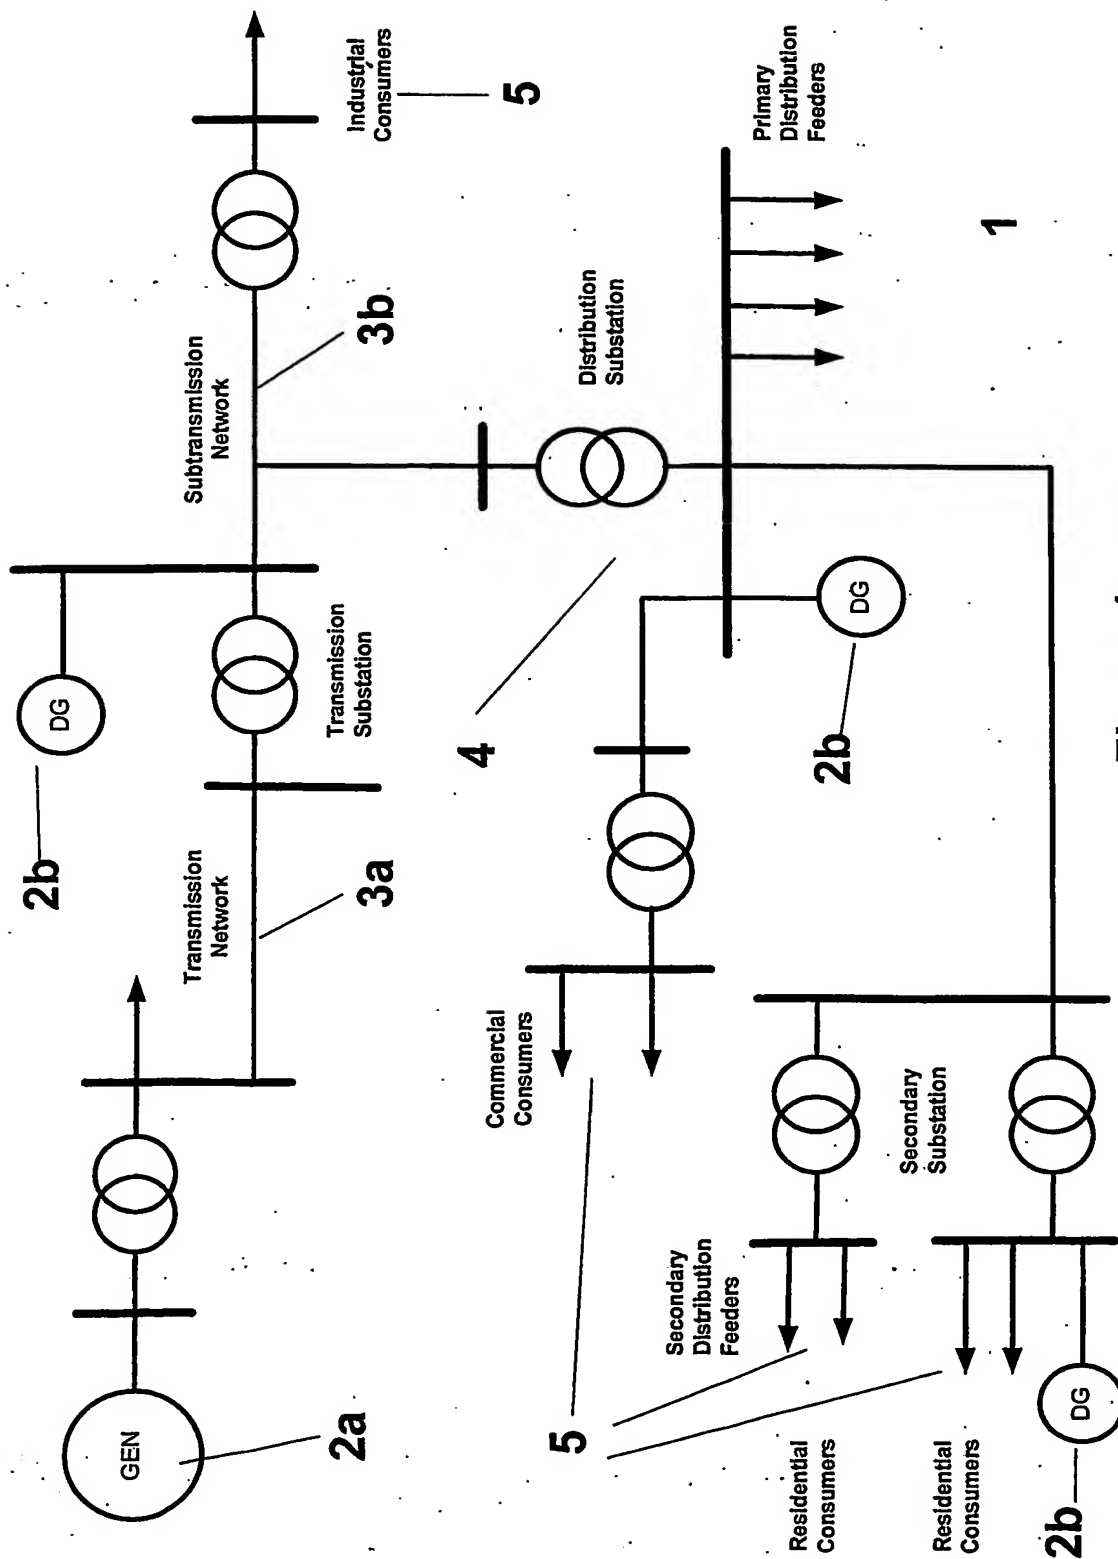 2b
DG
GEN
Transmission
Network
Subtransmission
Network
2a
Transmission
Substation
Industrial
Consumers
3a
3b
4
5
Commercial
Consumers
5
Distribution
Substation
Secondary
Distribution
Feeders
Primary
Distribution
Feeders
Residential
Consumers
2b
DG
Secondary
Substation
Residential
Consumers
1
2b
DG